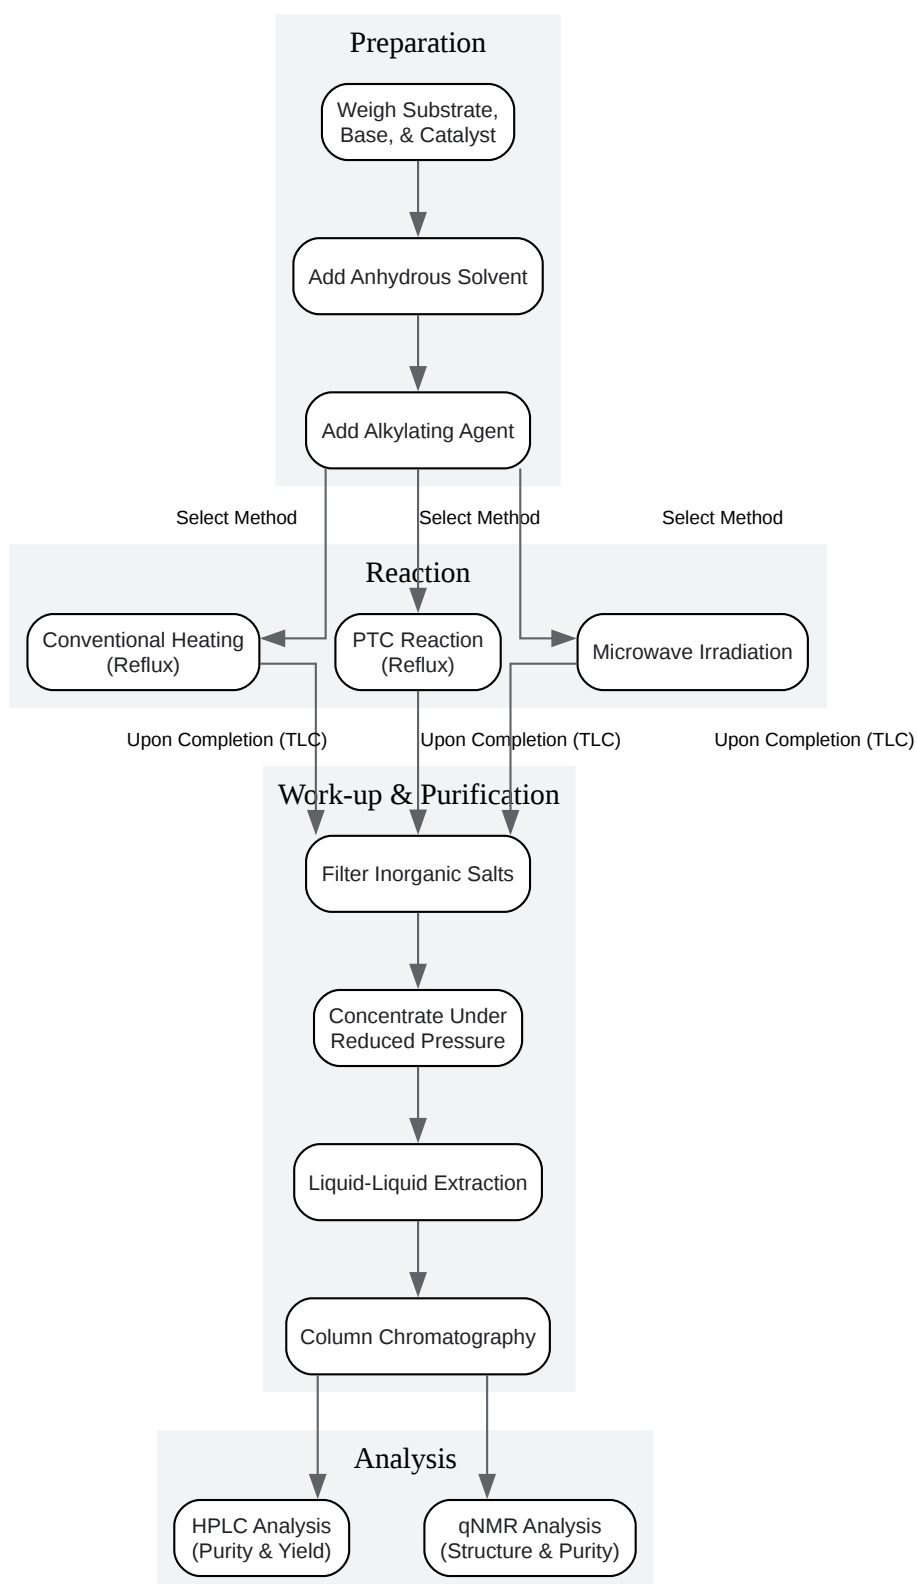 Preparation
Weigh Substrate,
Base, & Catalyst
Add Anhydrous Solvent
Add Alkylating Agent
Select Method
Select Method
Select Method
Reaction
Conventional Heating
(Reflux)
PTC Reaction
(Reflux)
Microwave Irradiation
Upon Completion (TLC)
Upon Completion (TLC)
Upon Completion (TLC)
Work-up & Purification
Filter Inorganic Salts
Concentrate Under
Reduced Pressure
Liquid-Liquid Extraction
Column Chromatography
Analysis
HPLC Analysis
(Purity & Yield)
qNMR Analysis
(Structure & Purity)